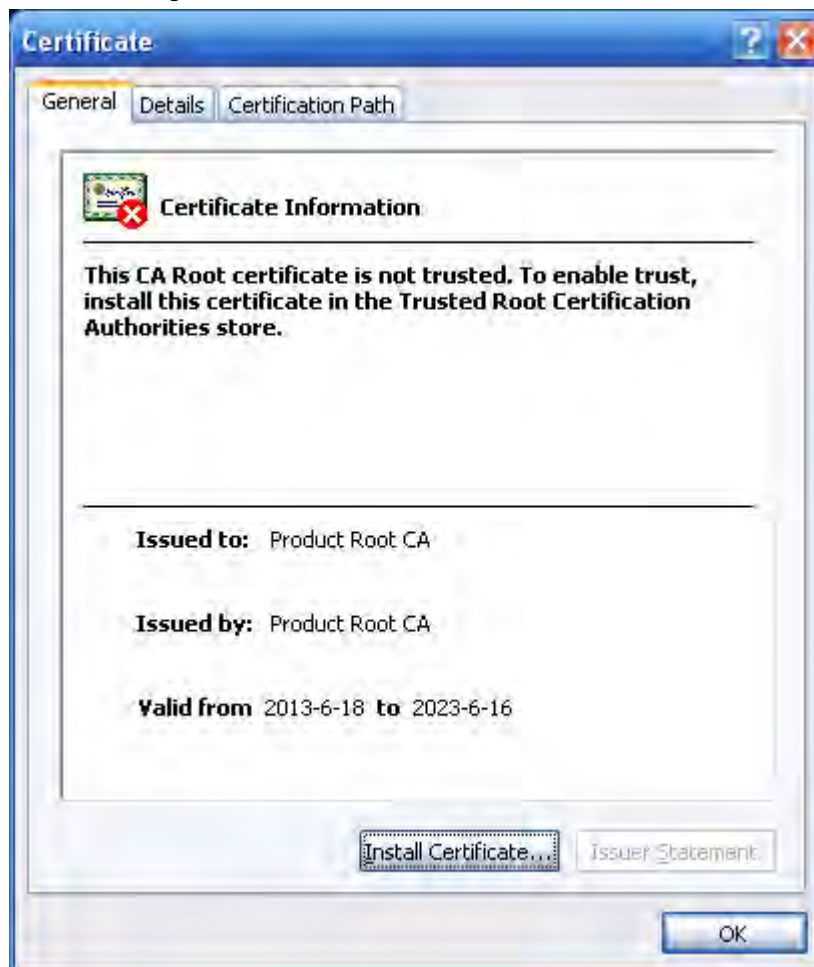 Certificate
General Details Certification Path
Certificate Information
This CA Root certificate is not trusted. To enable trust,
install this certificate in the Trusted Root Certification
Authorities store.
Issued to: Product Root CA
Issued by: Product Root CA
Valid from 2013-6-18 to 2023-6-16
Install Certificate... Issuer Statement
OK